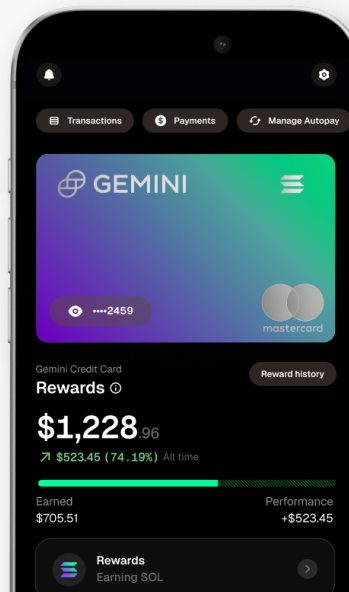 Transactions
Payments
Manage Autopay
GEMINI
••••2459
mastercard
Gemini Credit Card
Rewards
Reward history
$1,228.96
$523.45 (74.19%) All time
Earned
Performance
$705.51
+$523.45
Rewards
Earning SOL